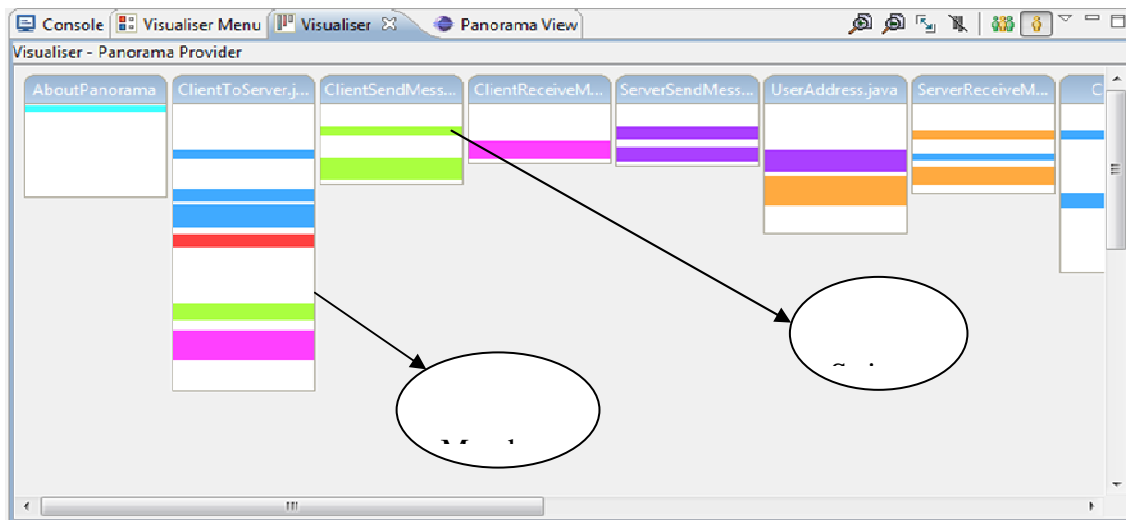 Console Visualiser Menu Visualiser Panorama View
Visualiser - Panorama Provider
AboutPanorama ClientToServer.j... ClientSendMess... ClientReceiveM... ServerSendMess... UserAddress.java ServerReceiveM... C